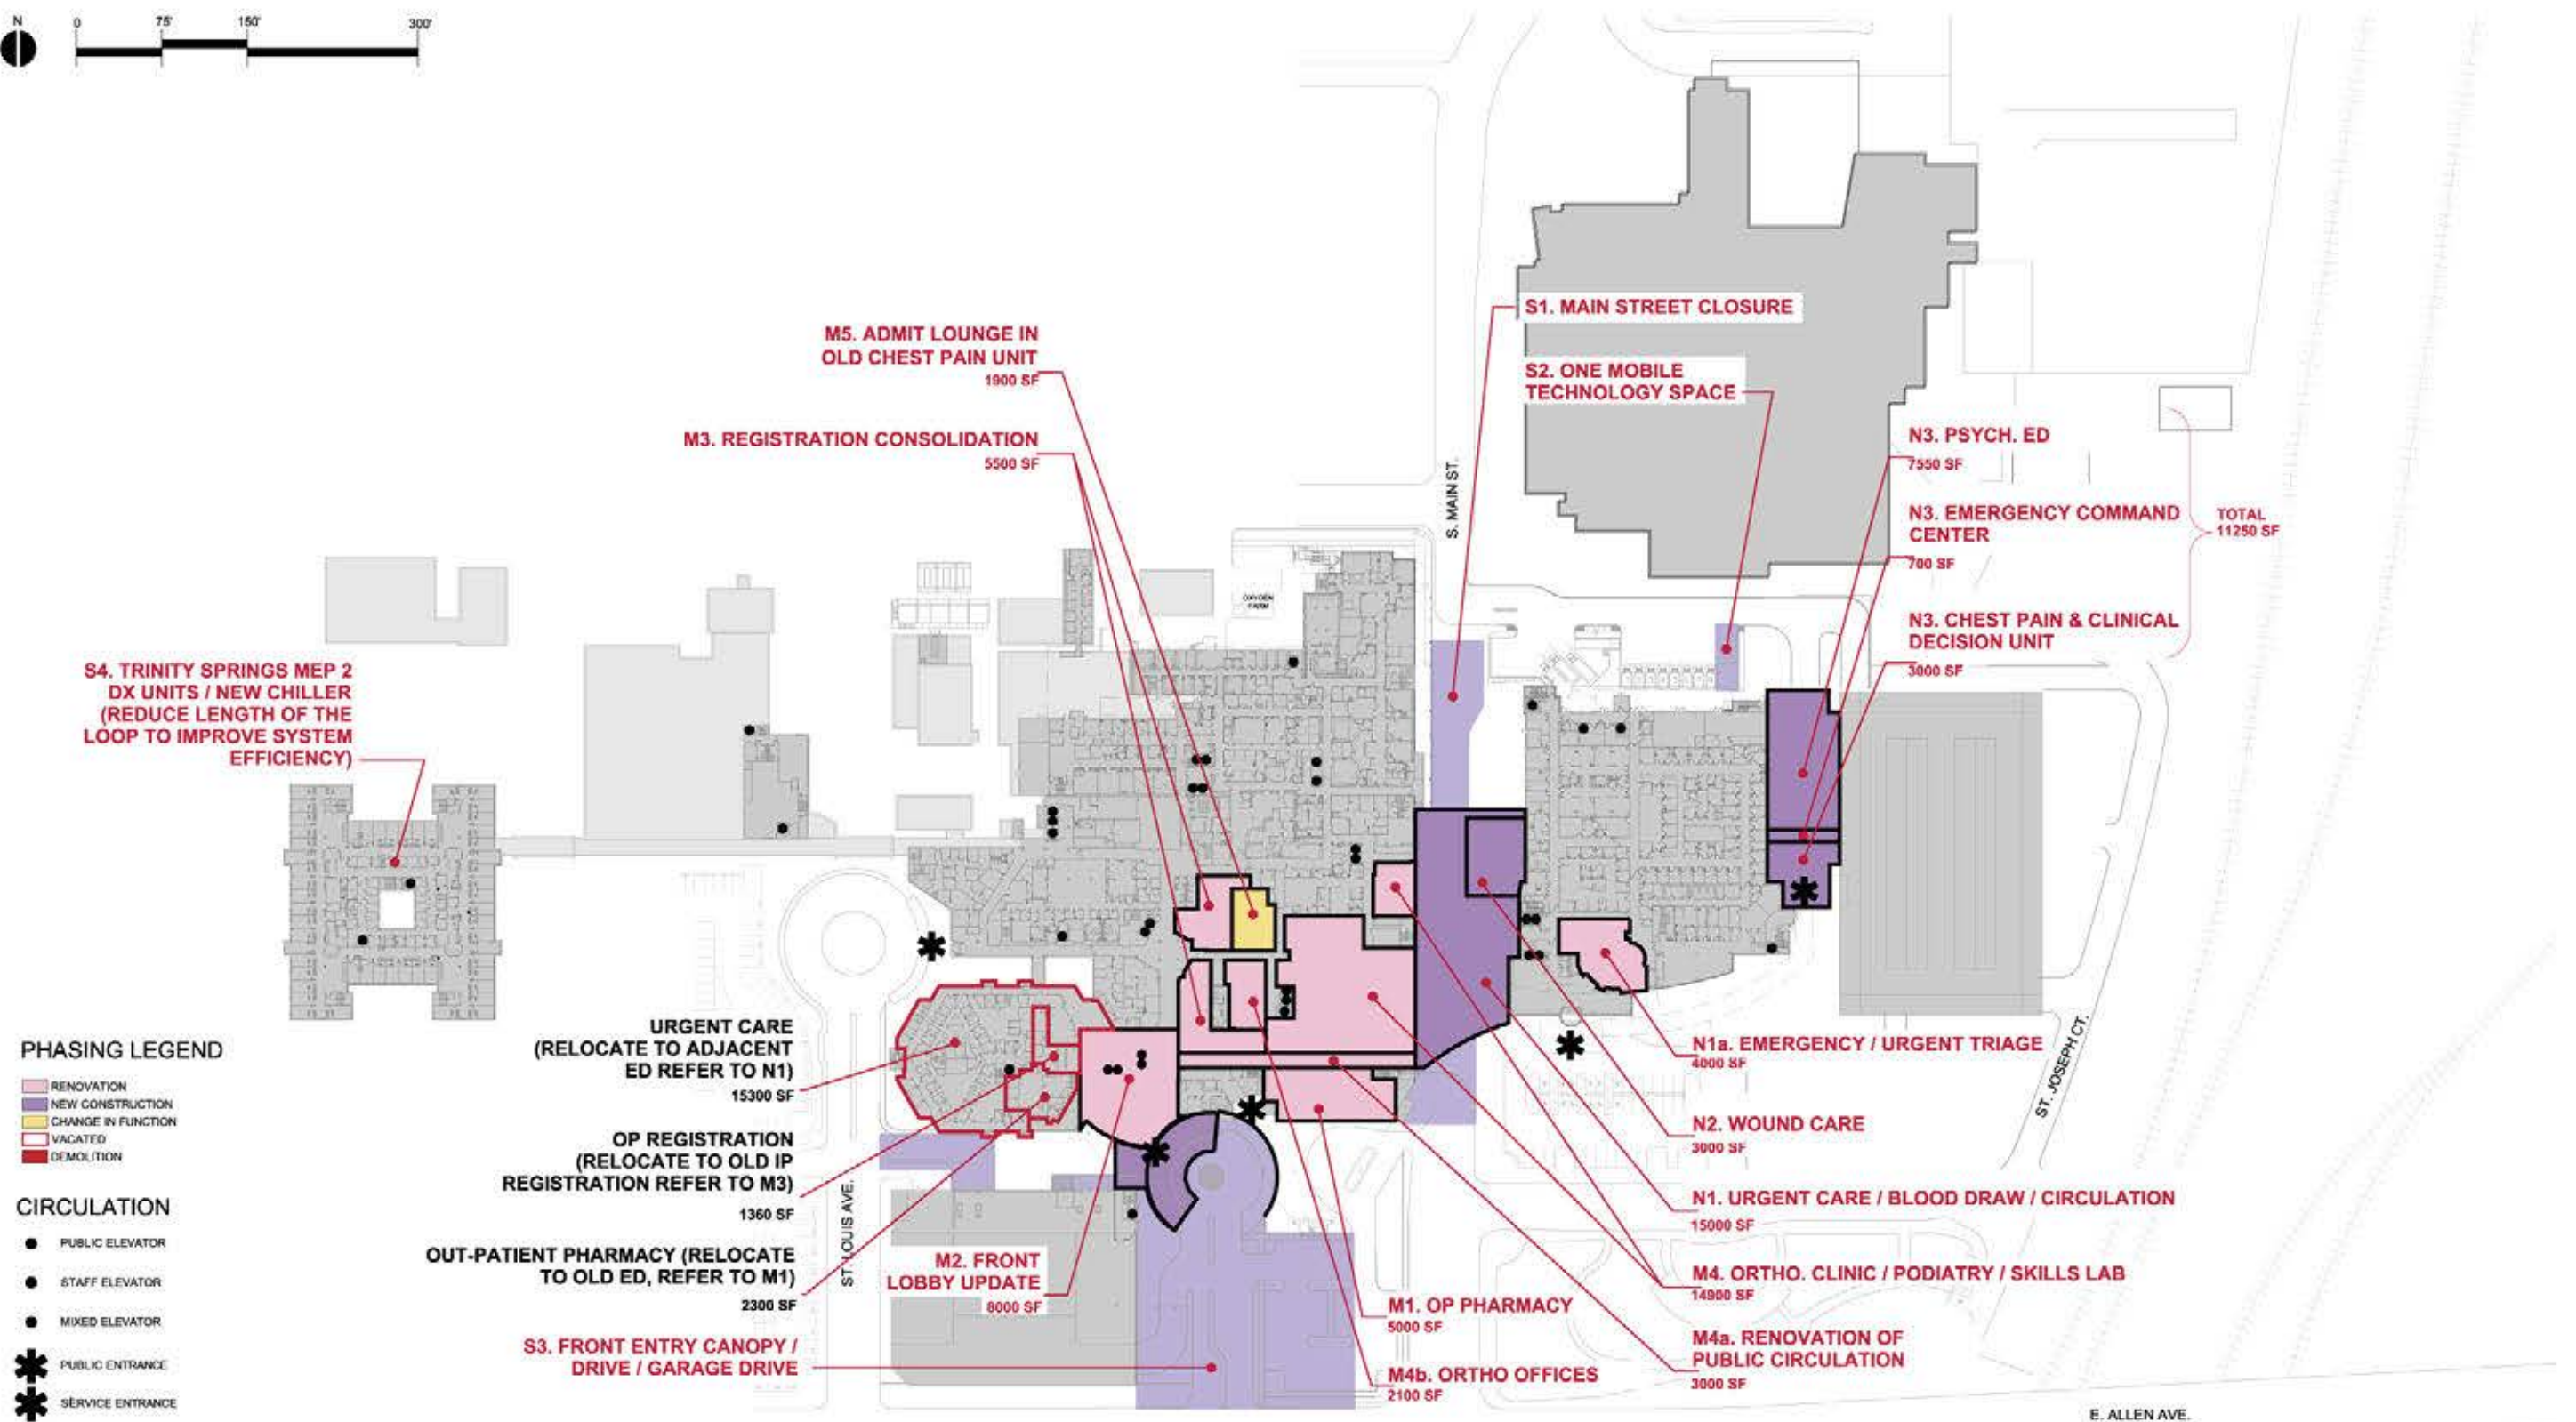 N
0 75' 150' 300'
S1. MAIN STREET CLOSURE
M5. ADMIT LOUNGE IN
OLD CHEST PAIN UNIT
1900 SF
S2. ONE MOBILE
TECHNOLOGY SPACE
M3. REGISTRATION CONSOLIDATION
5500 SF
N3. PSYCH. ED
7550 SF
S. MAIN ST.
N3. EMERGENCY COMMAND
CENTER
700 SF
TOTAL
11250 SF
OXYGEN
FARM
N3. CHEST PAIN & CLINICAL
DECISION UNIT
3000 SF
S4. TRINITY SPRINGS MEP 2
DX UNITS / NEW CHILLER
(REDUCE LENGTH OF THE
LOOP TO IMPROVE SYSTEM
EFFICIENCY)
URGENT CARE
(RELOCATE TO ADJACENT
ED REFER TO N1)
15300 SF
OP REGISTRATION
(RELOCATE TO OLD IP
REGISTRATION REFER TO M3)
1360 SF
OUT-PATIENT PHARMACY (RELOCATE
TO OLD ED, REFER TO M1)
2300 SF
S3. FRONT ENTRY CANOPY /
DRIVE / GARAGE DRIVE
ST. LOUIS AVE.
M2. FRONT
LOBBY UPDATE
8000 SF
N1a. EMERGENCY / URGENT TRIAGE
4000 SF
N2. WOUND CARE
3000 SF
N1. URGENT CARE / BLOOD DRAW / CIRCULATION
15000 SF
M4. ORTHO. CLINIC / PODIATRY / SKILLS LAB
14900 SF
M1. OP PHARMACY
5000 SF
M4a. RENOVATION OF
PUBLIC CIRCULATION
3000 SF
M4b. ORTHO OFFICES
2100 SF
ST. JOSEPH CT.
E. ALLEN AVE.
PHASING LEGEND
RENOVATION
NEW CONSTRUCTION
CHANGE IN FUNCTION
VACATED
DEMOLITION
CIRCULATION
PUBLIC ELEVATOR
STAFF ELEVATOR
MIXED ELEVATOR
PUBLIC ENTRANCE
SERVICE ENTRANCE